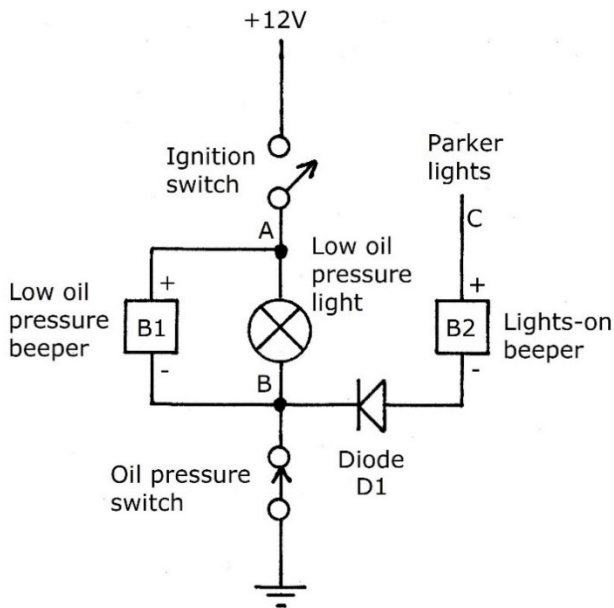 +12V
Ignition
switch
Parker
lights
A
C
Low oil
pressure
light
Low oil
pressure
beeper
+
B1
-
+
B2
-
Lights-on
beeper
B
Diode
D1
Oil pressure
switch